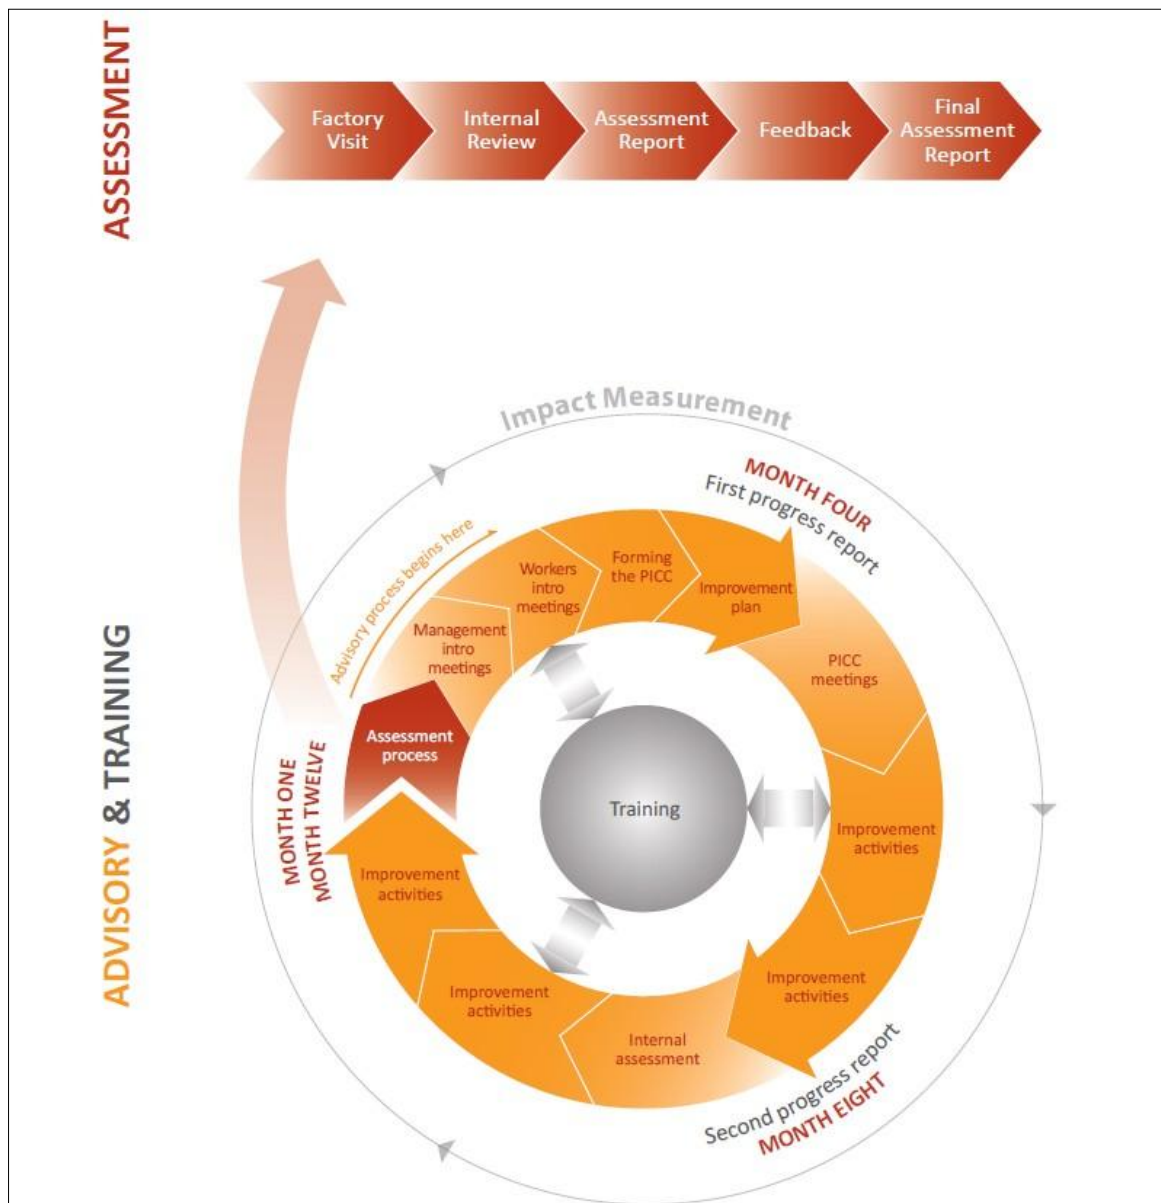 ASSESSMENT
Factory
Visit
Internal
Review
Assessment
Report
Feedback
Final
Assessment
Report
Impact Measurement
ADVISORY & TRAINING
MONTH ONE
MONTH TWELVE
Assessment
process
Advisory process begins here
Management
intro
meetings
Workers
intro
meetings
Forming
the PICC
Improvement
plan
MONTH FOUR
First progress report
PICC
meetings
Improvement
activities
Improvement
activities
Second progress report
MONTH EIGHT
Internal
assessment
Improvement
activities
Improvement
activities
Training